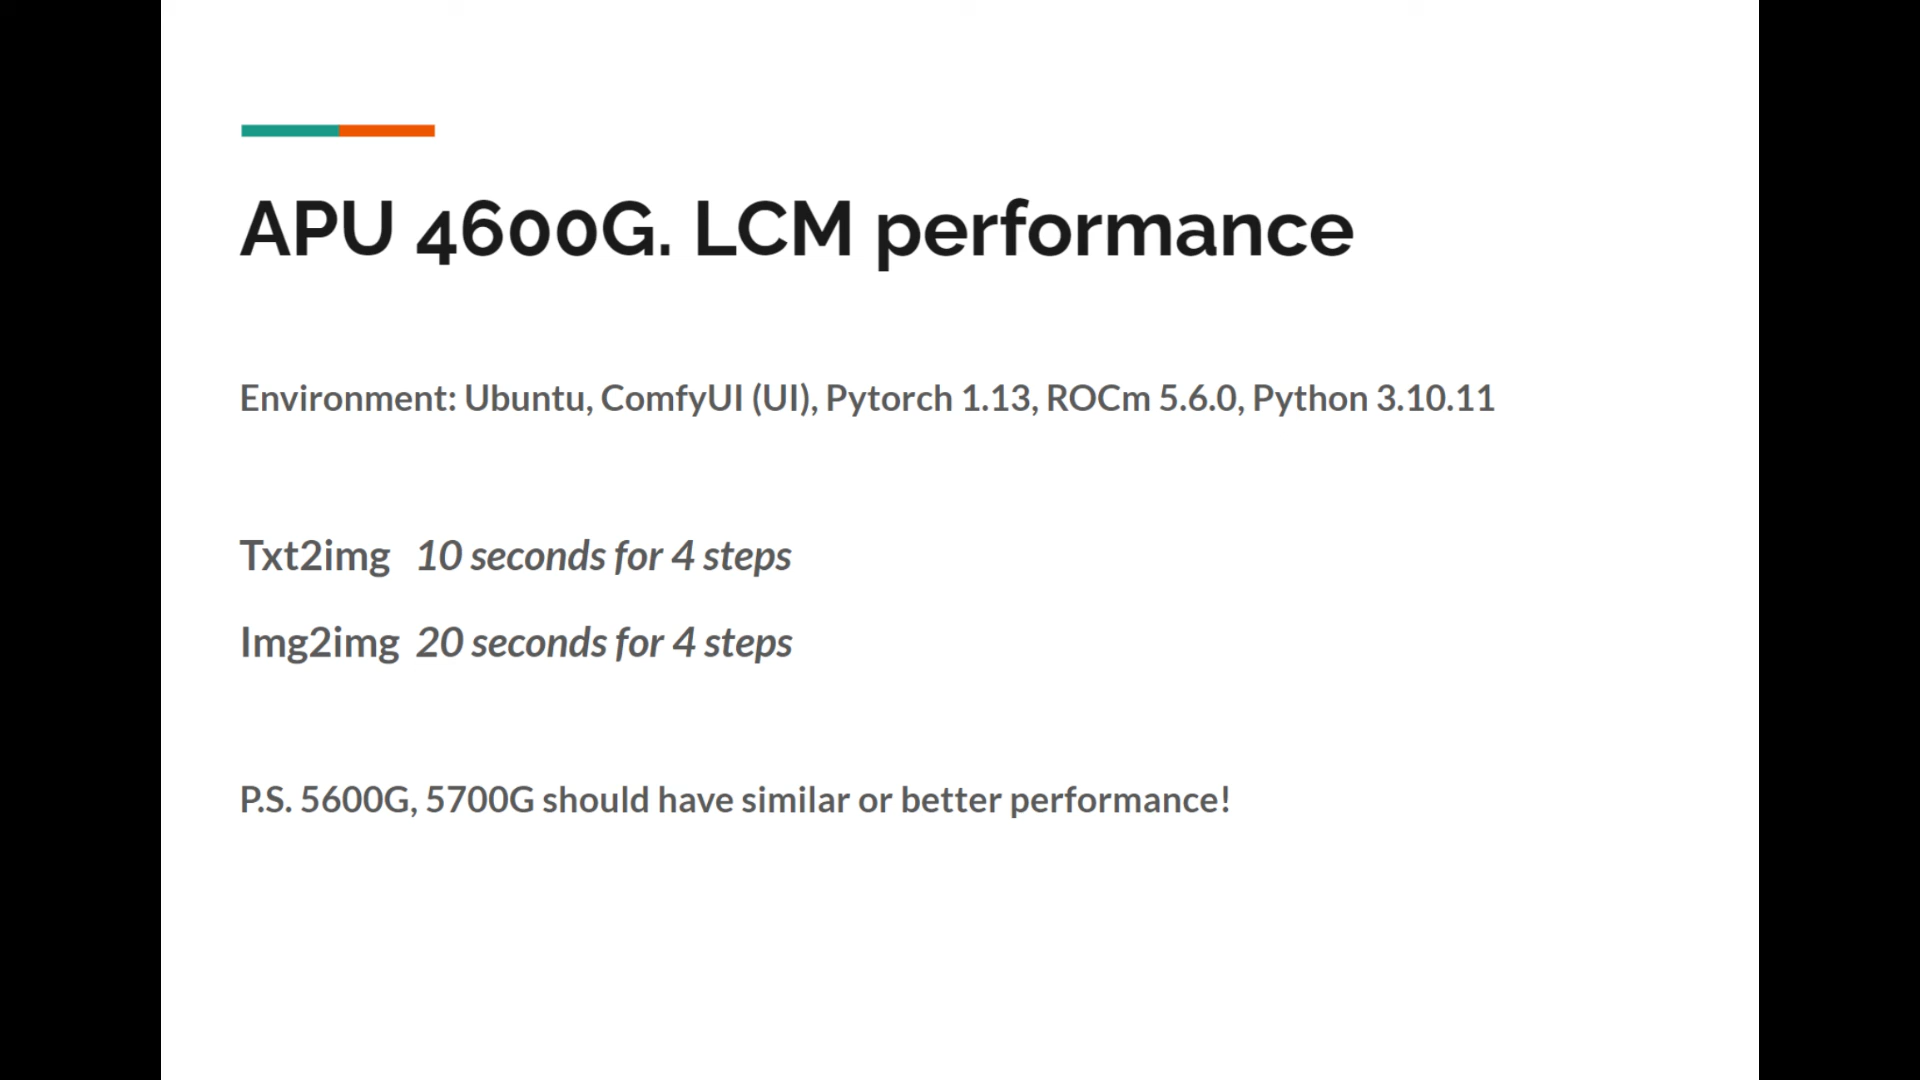 APU 4600G. LCM performance
Environment: Ubuntu, ComfyUI (UI), Pytorch 1.13, ROCm 5.6.0, Python 3.10.11
Txt2img 10 seconds for 4 steps
Img2img 20 seconds for 4 steps
P.S. 5600G, 5700G should have similar or better performance!